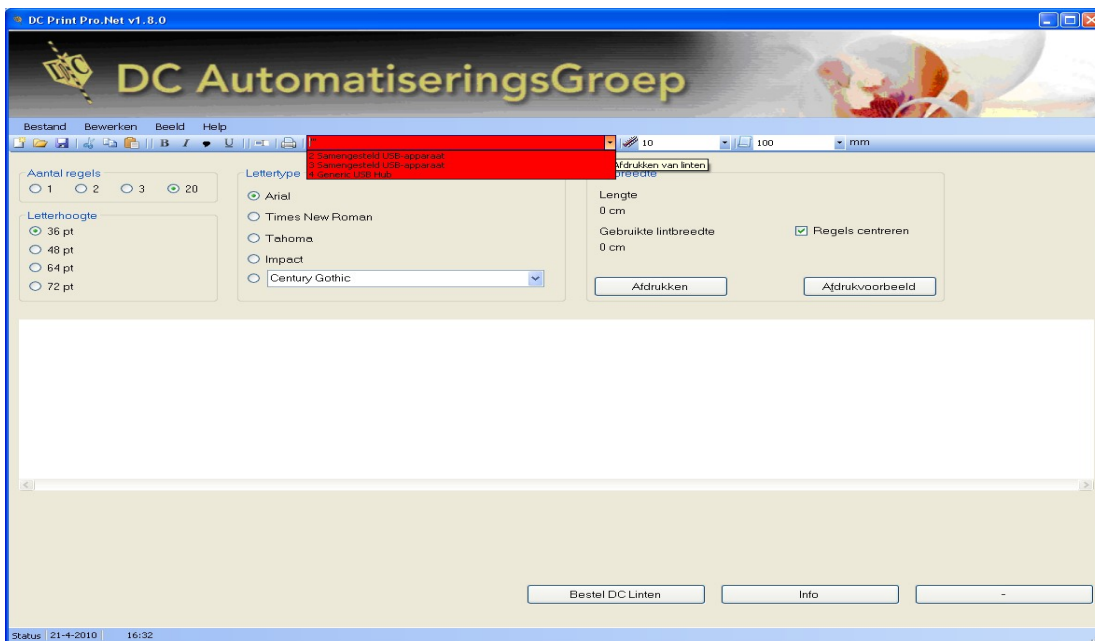 DC Print Pro.Net v1.8.0
DC AutomatiseringsGroep
Bestand Bewerken Beeld Help
B I U 10 100 mm
2 Samengesteld USB-apparaat
3 Samengesteld USB-apparaat
4 Generic USB Hub
Afdrukken van linten
Aantal regels
1 2 3 20
Letterhoogte
36 pt
48 pt
64 pt
72 pt
Lettertype
Arial
Times New Roman
Tahoma
Impact
Century Gothic
Lengte
0 cm
Gebruikte lintbreedte
0 cm
Regels centreren
Afdrukken
Afdrukvoorbeeld
Bestel DC Linten
Info
-
Status 21-4-2010 16:32